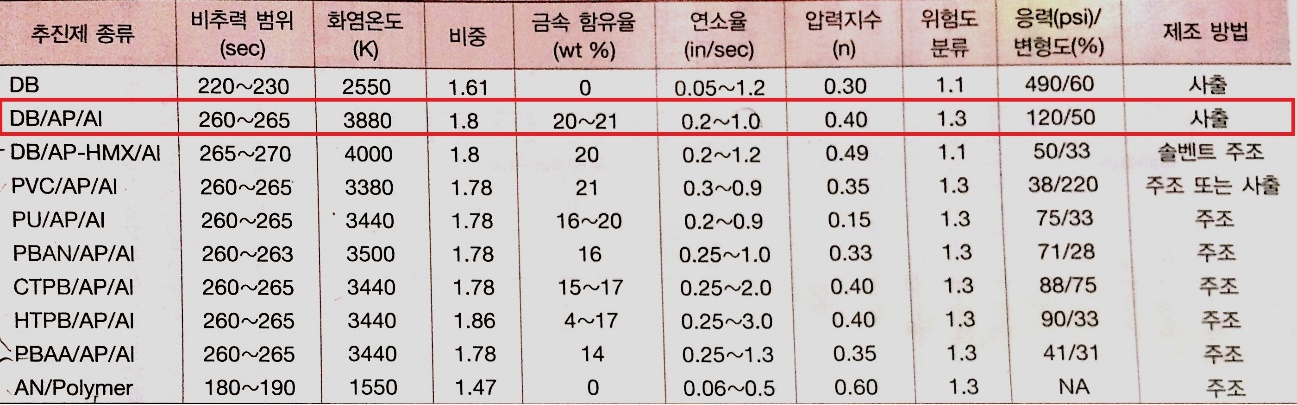 추진제 종류 비추력 범위 (sec) 화염온도 (K) 비중 금속 함유율 (wt %) 연소율 (in/sec) 압력지수 (n) 위험도 분류 응력(psi)/ 변형도(%) 제조 방법
DB 220~230 2550 1.61 0 0.05~1.2 0.30 1.1 490/60 사출
DB/AP/Al 260~265 3880 1.8 20~21 0.2~1.0 0.40 1.3 120/50 사출
DB/AP-HMX/Al 265~270 4000 1.8 20 0.2~1.2 0.49 1.1 50/33 솔벤트 주조
PVC/AP/Al 260~265 3380 1.78 21 0.3~0.9 0.35 1.3 38/220 주조 또는 사출
PU/AP/Al 260~265 3440 1.78 16~20 0.2~0.9 0.15 1.3 75/33 주조
PBAN/AP/Al 260~263 3500 1.78 16 0.25~1.0 0.33 1.3 71/28 주조
CTPB/AP/Al 260~265 3440 1.78 15~17 0.25~2.0 0.40 1.3 88/75 주조
HTPB/AP/Al 260~265 3440 1.86 4~17 0.25~3.0 0.40 1.3 90/33 주조
PBAA/AP/Al 260~265 3440 1.78 14 0.25~1.3 0.35 1.3 41/31 주조
AN/Polymer 180~190 1550 1.47 0 0.06~0.5 0.60 1.3 NA 주조